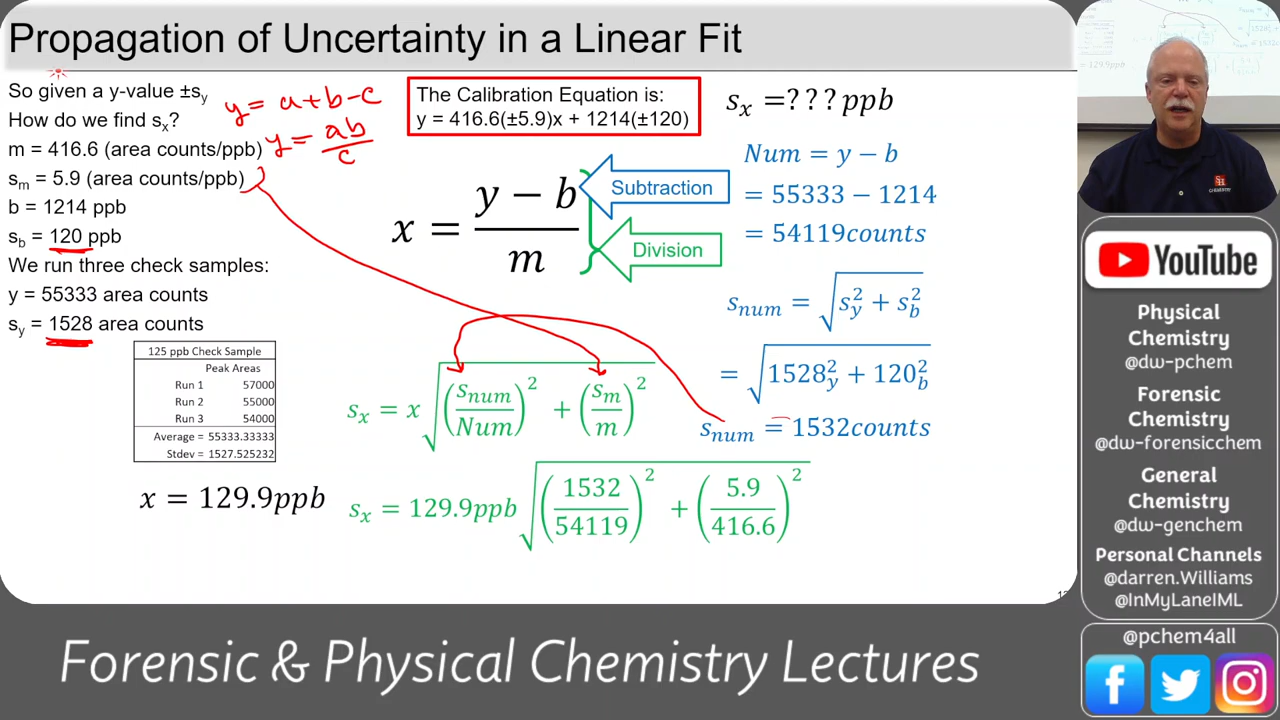 Propagation of Uncertainty in a Linear Fit
So given a y-value ±s_y
How do we find s_x?
m = 416.6 (area counts/ppb)
s_m = 5.9 (area counts/ppb)
b = 1214 ppb
s_b = 120 ppb
We run three check samples:
y = 55333 area counts
s_y = 1528 area counts
y = a+b-c
y = ab/c
125 ppb Check Sample
Peak Areas
Run 1 57000
Run 2 55000
Run 3 54000
Average = 55333.33333
Stdev = 1527.525232
x = 129.9ppb
The Calibration Equation is:
y = 416.6(±5.9)x + 1214(±120)
x = (y − b)/m
Subtraction
Division
s_x = x√((s_num/Num)² + (s_m/m)²)
s_x = 129.9ppb√((1532/54119)² + (5.9/416.6)²)
s_x =???ppb
Num = y − b
= 55333 − 1214
= 54119counts
s_num = √(s_y² + s_b²)
= √(1528_y² + 120_b²)
s_num = 1532counts
SH
CHEMISTRY
YouTube
Physical
Chemistry
@dw-pchem
Forensic
Chemistry
@dw-forensicchem
General
Chemistry
@dw-genchem
Personal Channels
@darren.Williams
@InMyLaneIML
@pchem4all
Forensic & Physical Chemistry Lectures